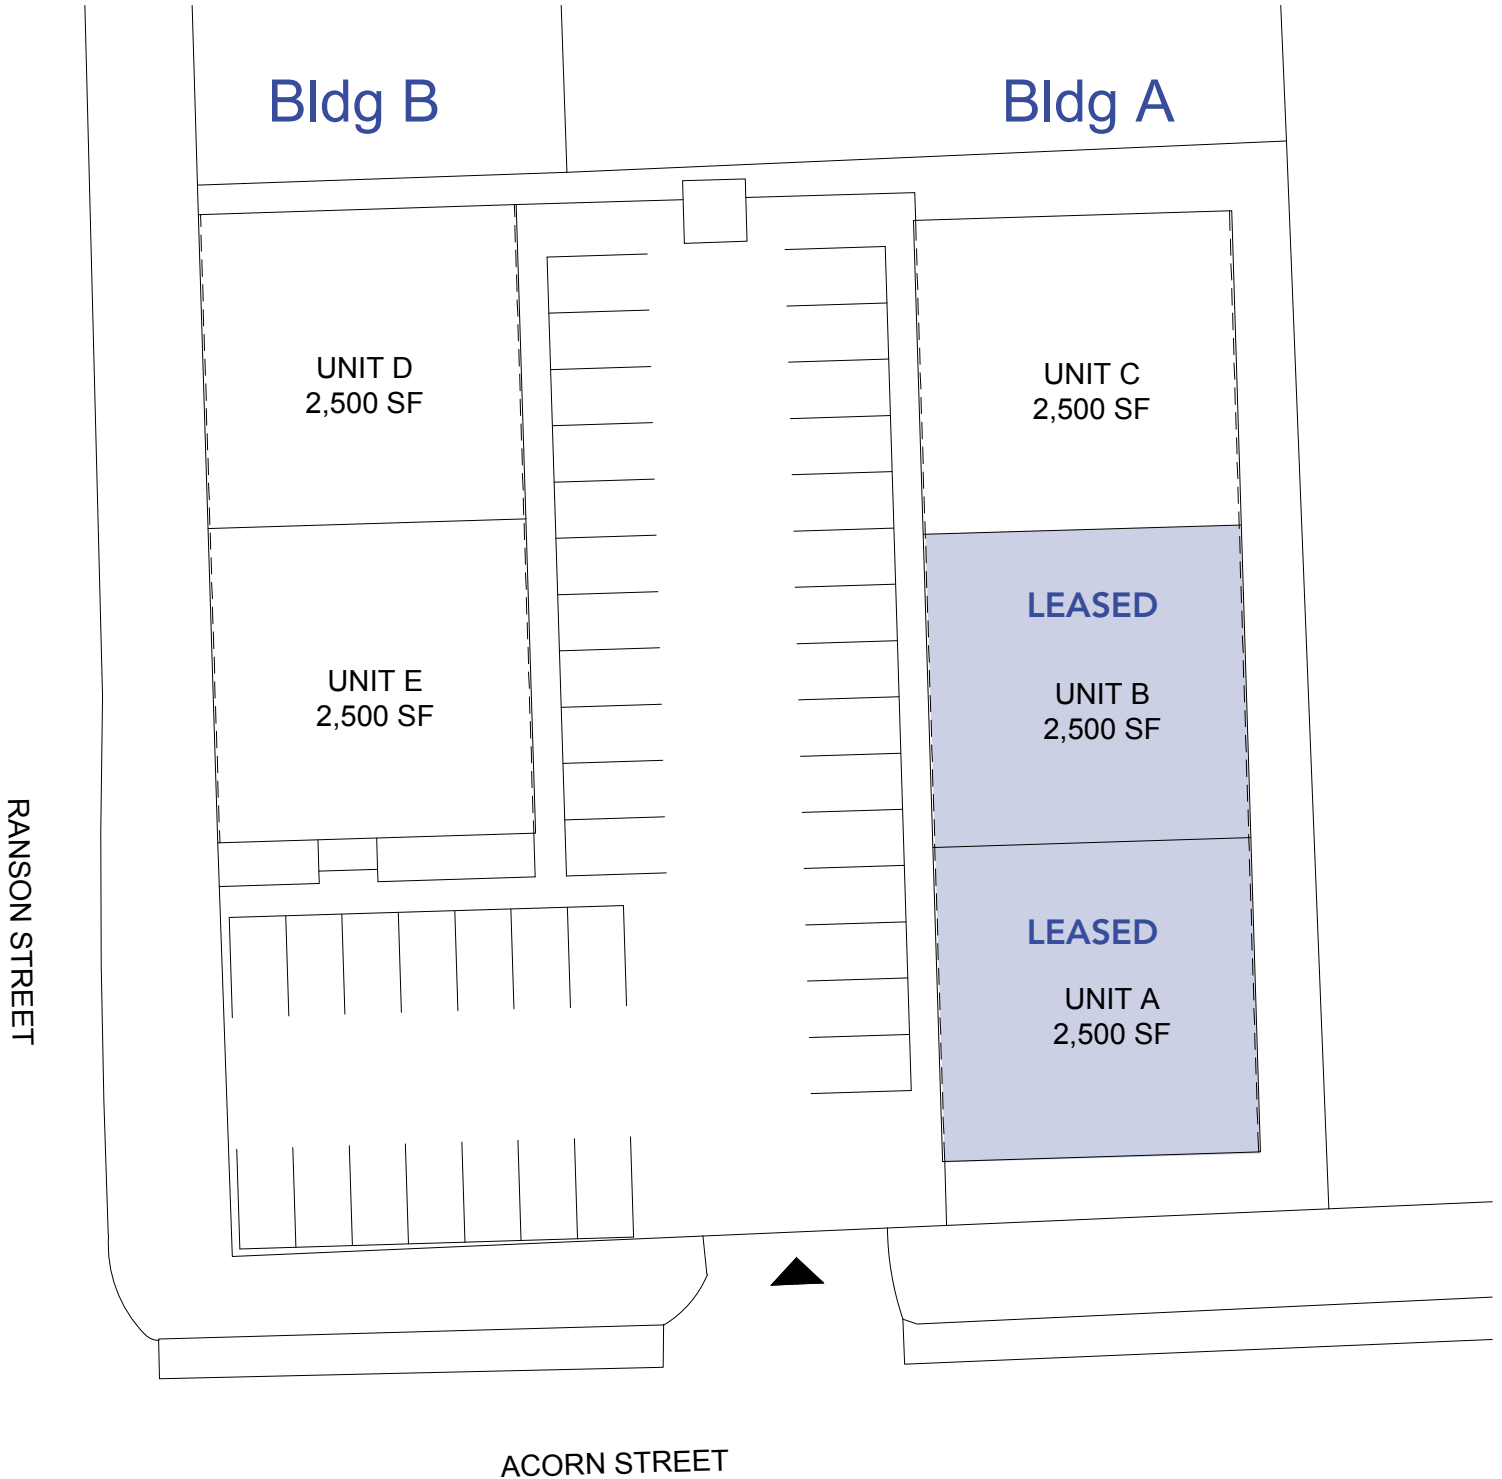 Bldg B
Bldg A
UNIT D
2,500 SF
UNIT C
2,500 SF
LEASED
UNIT E
2,500 SF
UNIT B
2,500 SF
RANSON STREET
LEASED
UNIT A
2,500 SF
ACORN STREET